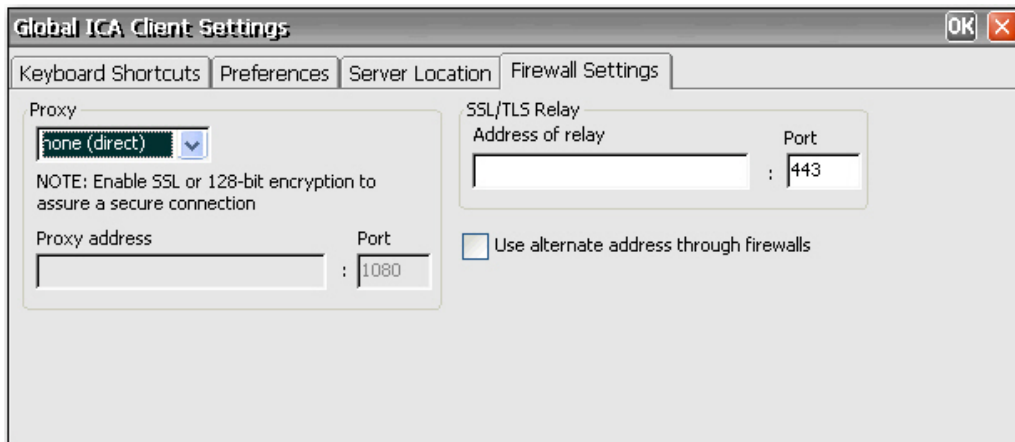 Global ICA Client Settings
OK
Keyboard Shortcuts
Preferences
Server Location
Firewall Settings
Proxy
none (direct)
NOTE: Enable SSL or 128-bit encryption to
assure a secure connection
Proxy address Port
: 1080
SSL/TLS Relay
Address of relay Port
: 443
Use alternate address through firewalls